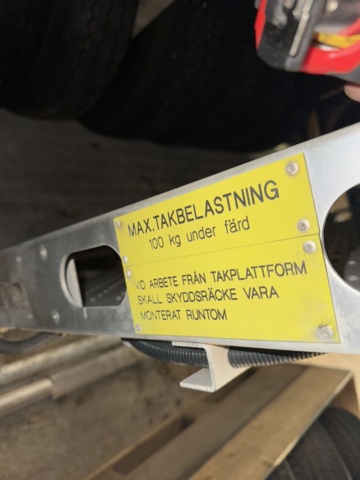 MAX.TAKBELASTNING
100 kg under färd
VID ARBETE FRÅN TAKPLATTFORM
SKALL SKYDDSRÄCKE VARA
MONTERAT RUNTOM